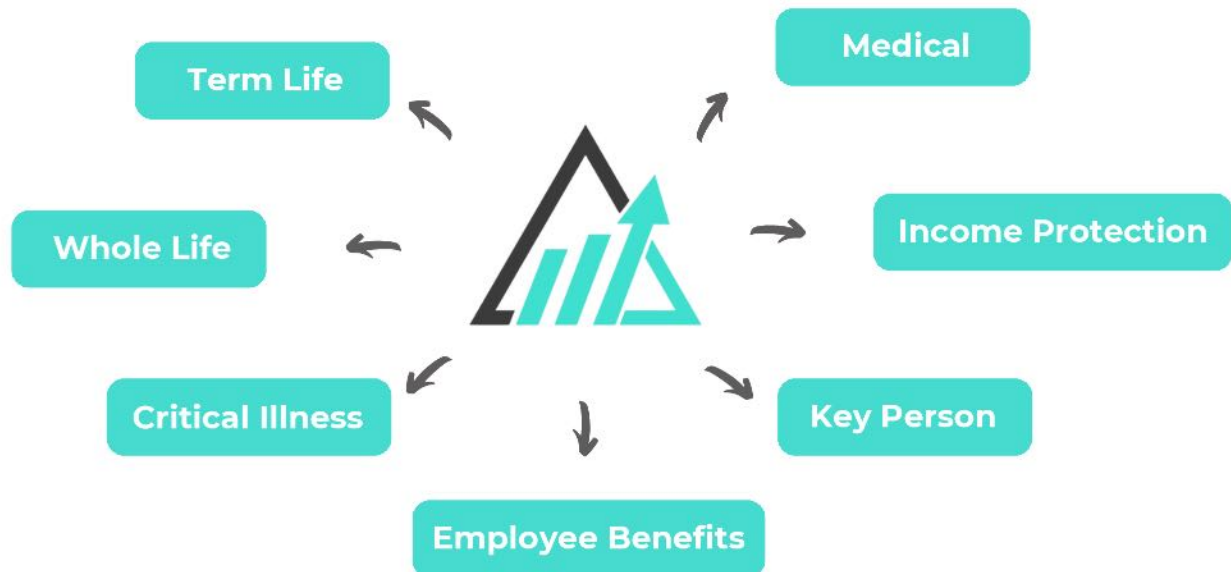 Medical
Term Life
Income Protection
Whole Life
Critical Illness
Key Person
Employee Benefits